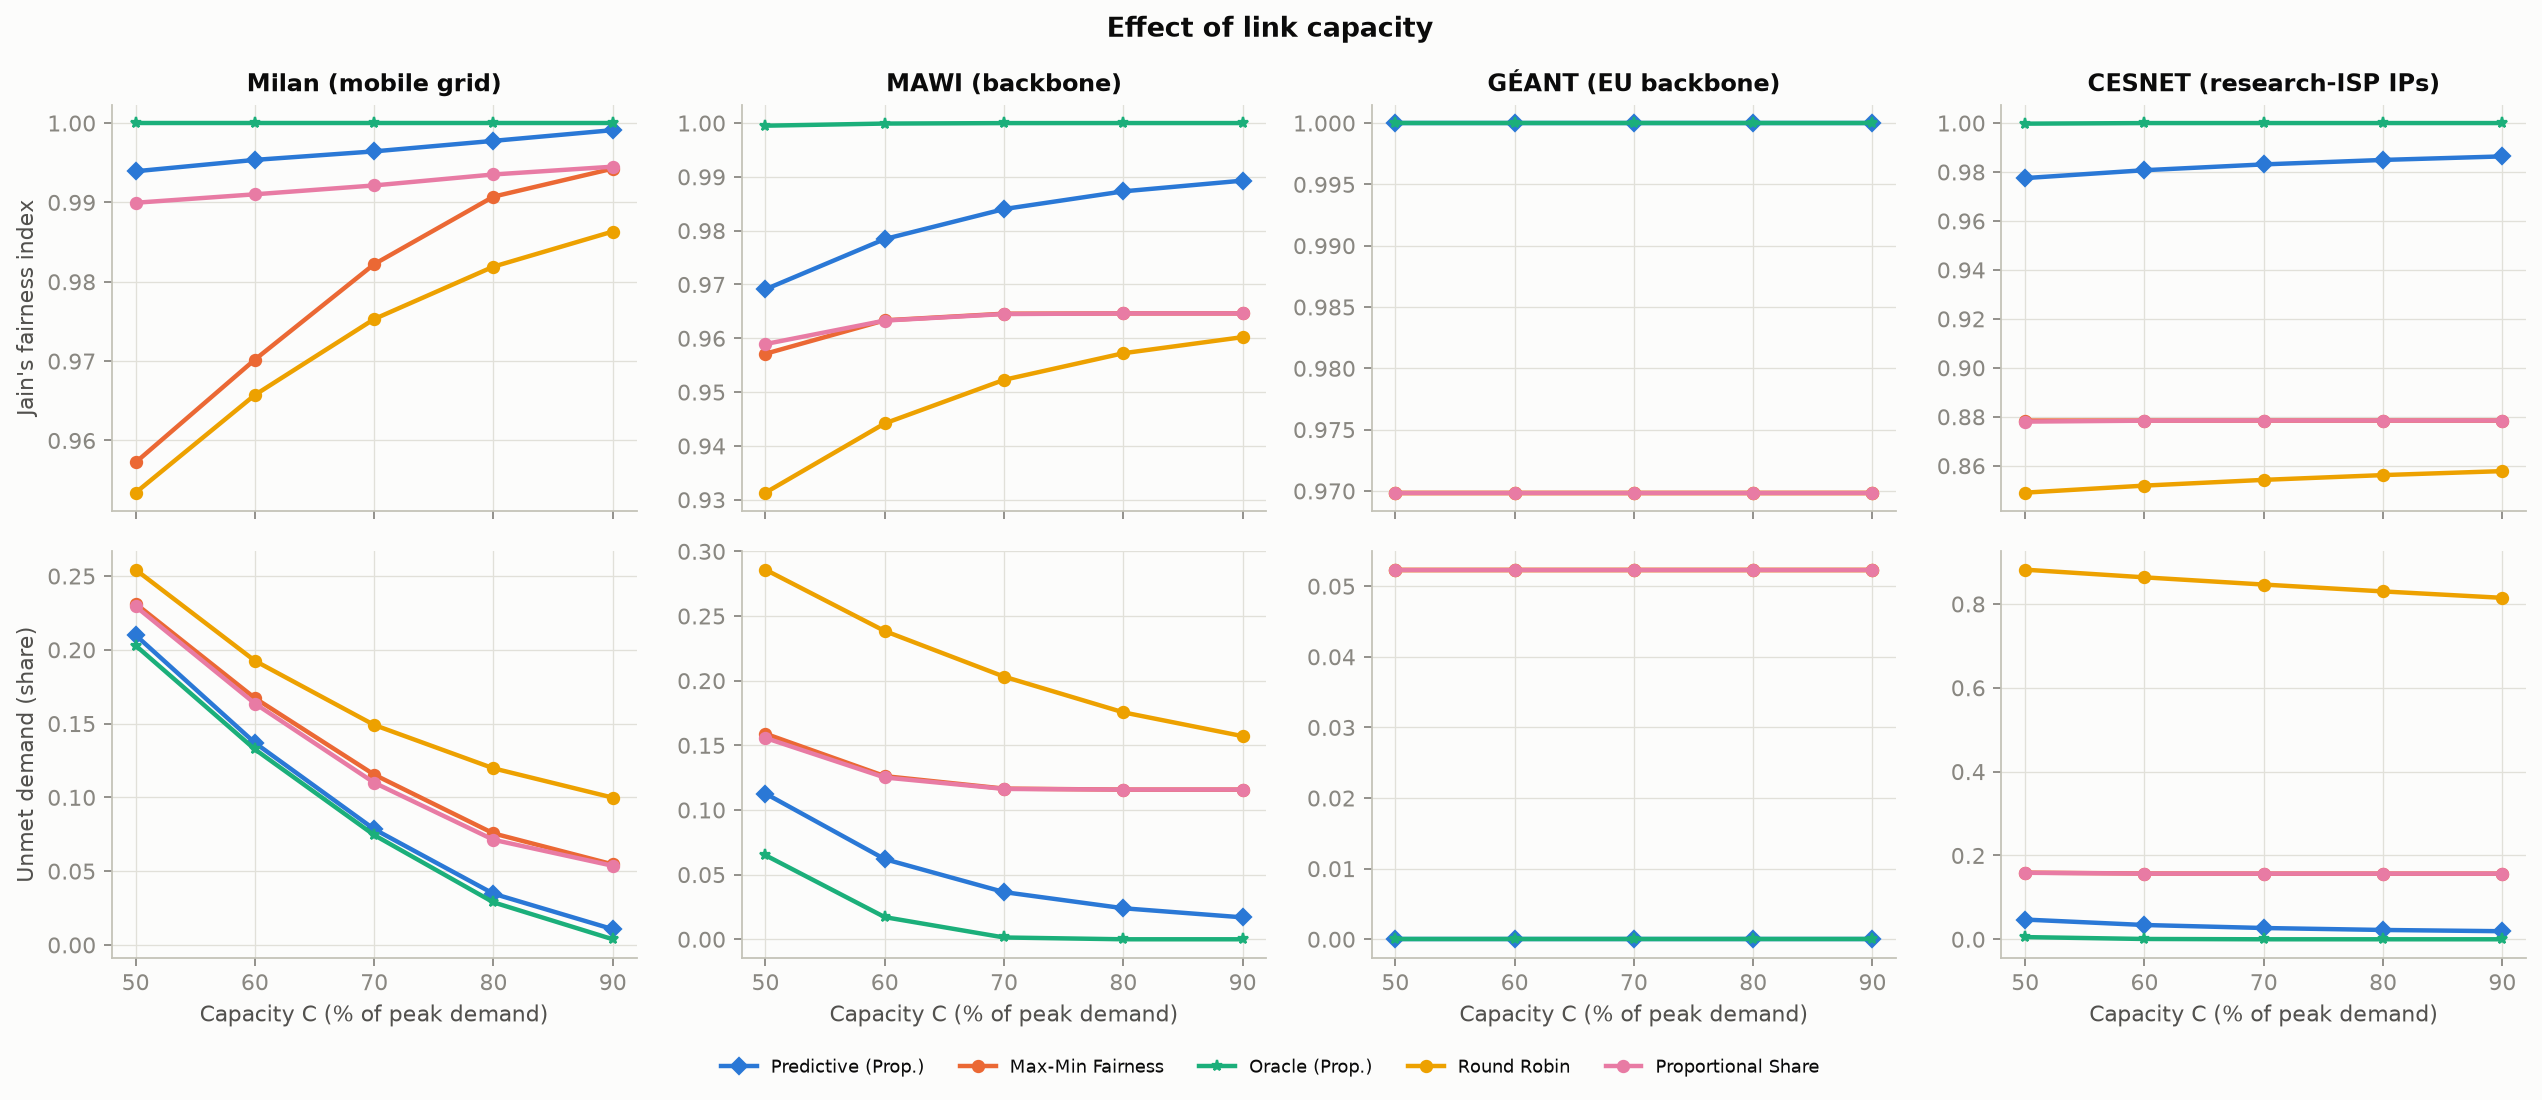 Effect of link capacity
Milan (mobile grid)
MAWI (backbone)
GÉANT (EU backbone)
CESNET (research-ISP IPs)
Jain's fairness index
1.00
0.99
0.98
0.97
0.96
1.00
0.99
0.98
0.97
0.96
0.95
0.94
0.93
1.000
0.995
0.990
0.985
0.980
0.975
0.970
1.00
0.98
0.96
0.94
0.92
0.90
0.88
0.86
Unmet demand (share)
0.25
0.20
0.15
0.10
0.05
0.00
0.30
0.25
0.20
0.15
0.10
0.05
0.00
0.05
0.04
0.03
0.02
0.01
0.00
0.8
0.6
0.4
0.2
0.0
50 60 70 80 90
50 60 70 80 90
50 60 70 80 90
50 60 70 80 90
Capacity C (% of peak demand)
Capacity C (% of peak demand)
Capacity C (% of peak demand)
Capacity C (% of peak demand)
Predictive (Prop.)
Max-Min Fairness
Oracle (Prop.)
Round Robin
Proportional Share